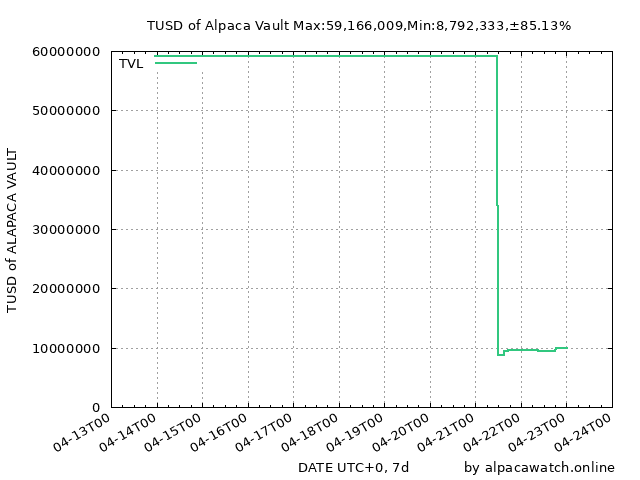 TUSD of Alpaca Vault Max:59,166,009,Min:8,792,333,±85.13%
TVL
60000000
50000000
40000000
30000000
20000000
10000000
0
TUSD of ALAPACA VAULT
04-13T00
04-14T00
04-15T00
04-16T00
04-17T00
04-18T00
04-19T00
04-20T00
04-21T00
04-22T00
04-23T00
04-24T00
DATE UTC+0, 7d
by alpacawatch.online